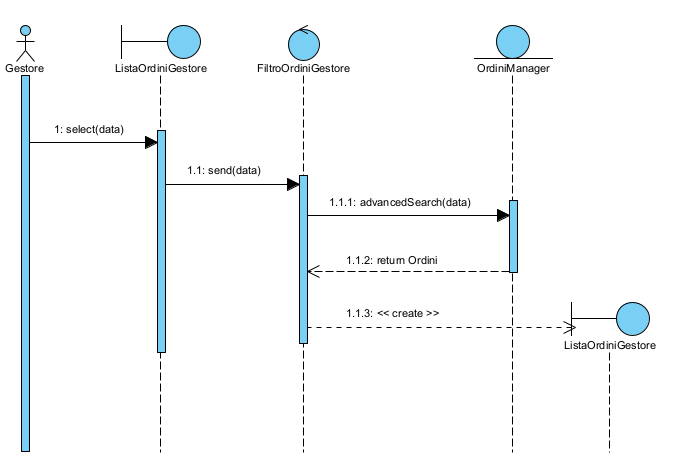 Gestore
ListaOrdiniGestore
FiltroOrdiniGestore
OrdiniManager
1: select(data)
1.1: send(data)
1.1.1: advancedSearch(data)
1.1.2: return Ordini
1.1.3: << create >>
ListaOrdiniGestore